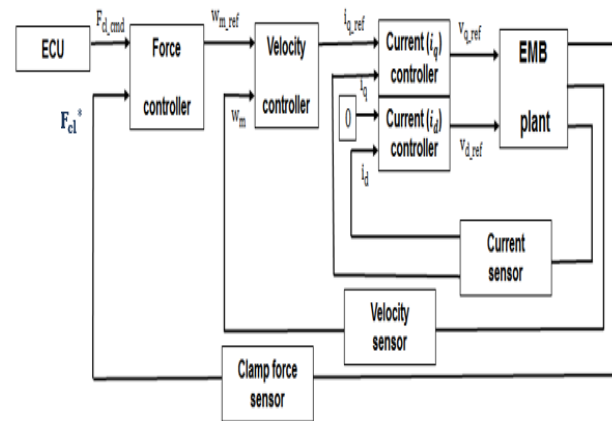 ECU
F_cl_cmd
Force
controller
w_m_ref
Velocity
controller
i_q_ref
Current (i_q)
controller
v_q_ref
EMB
plant
F_cl*
w_m
i_q
0
Current (i_d)
controller
v_d_ref
i_d
Current
sensor
Velocity
sensor
Clamp force
sensor